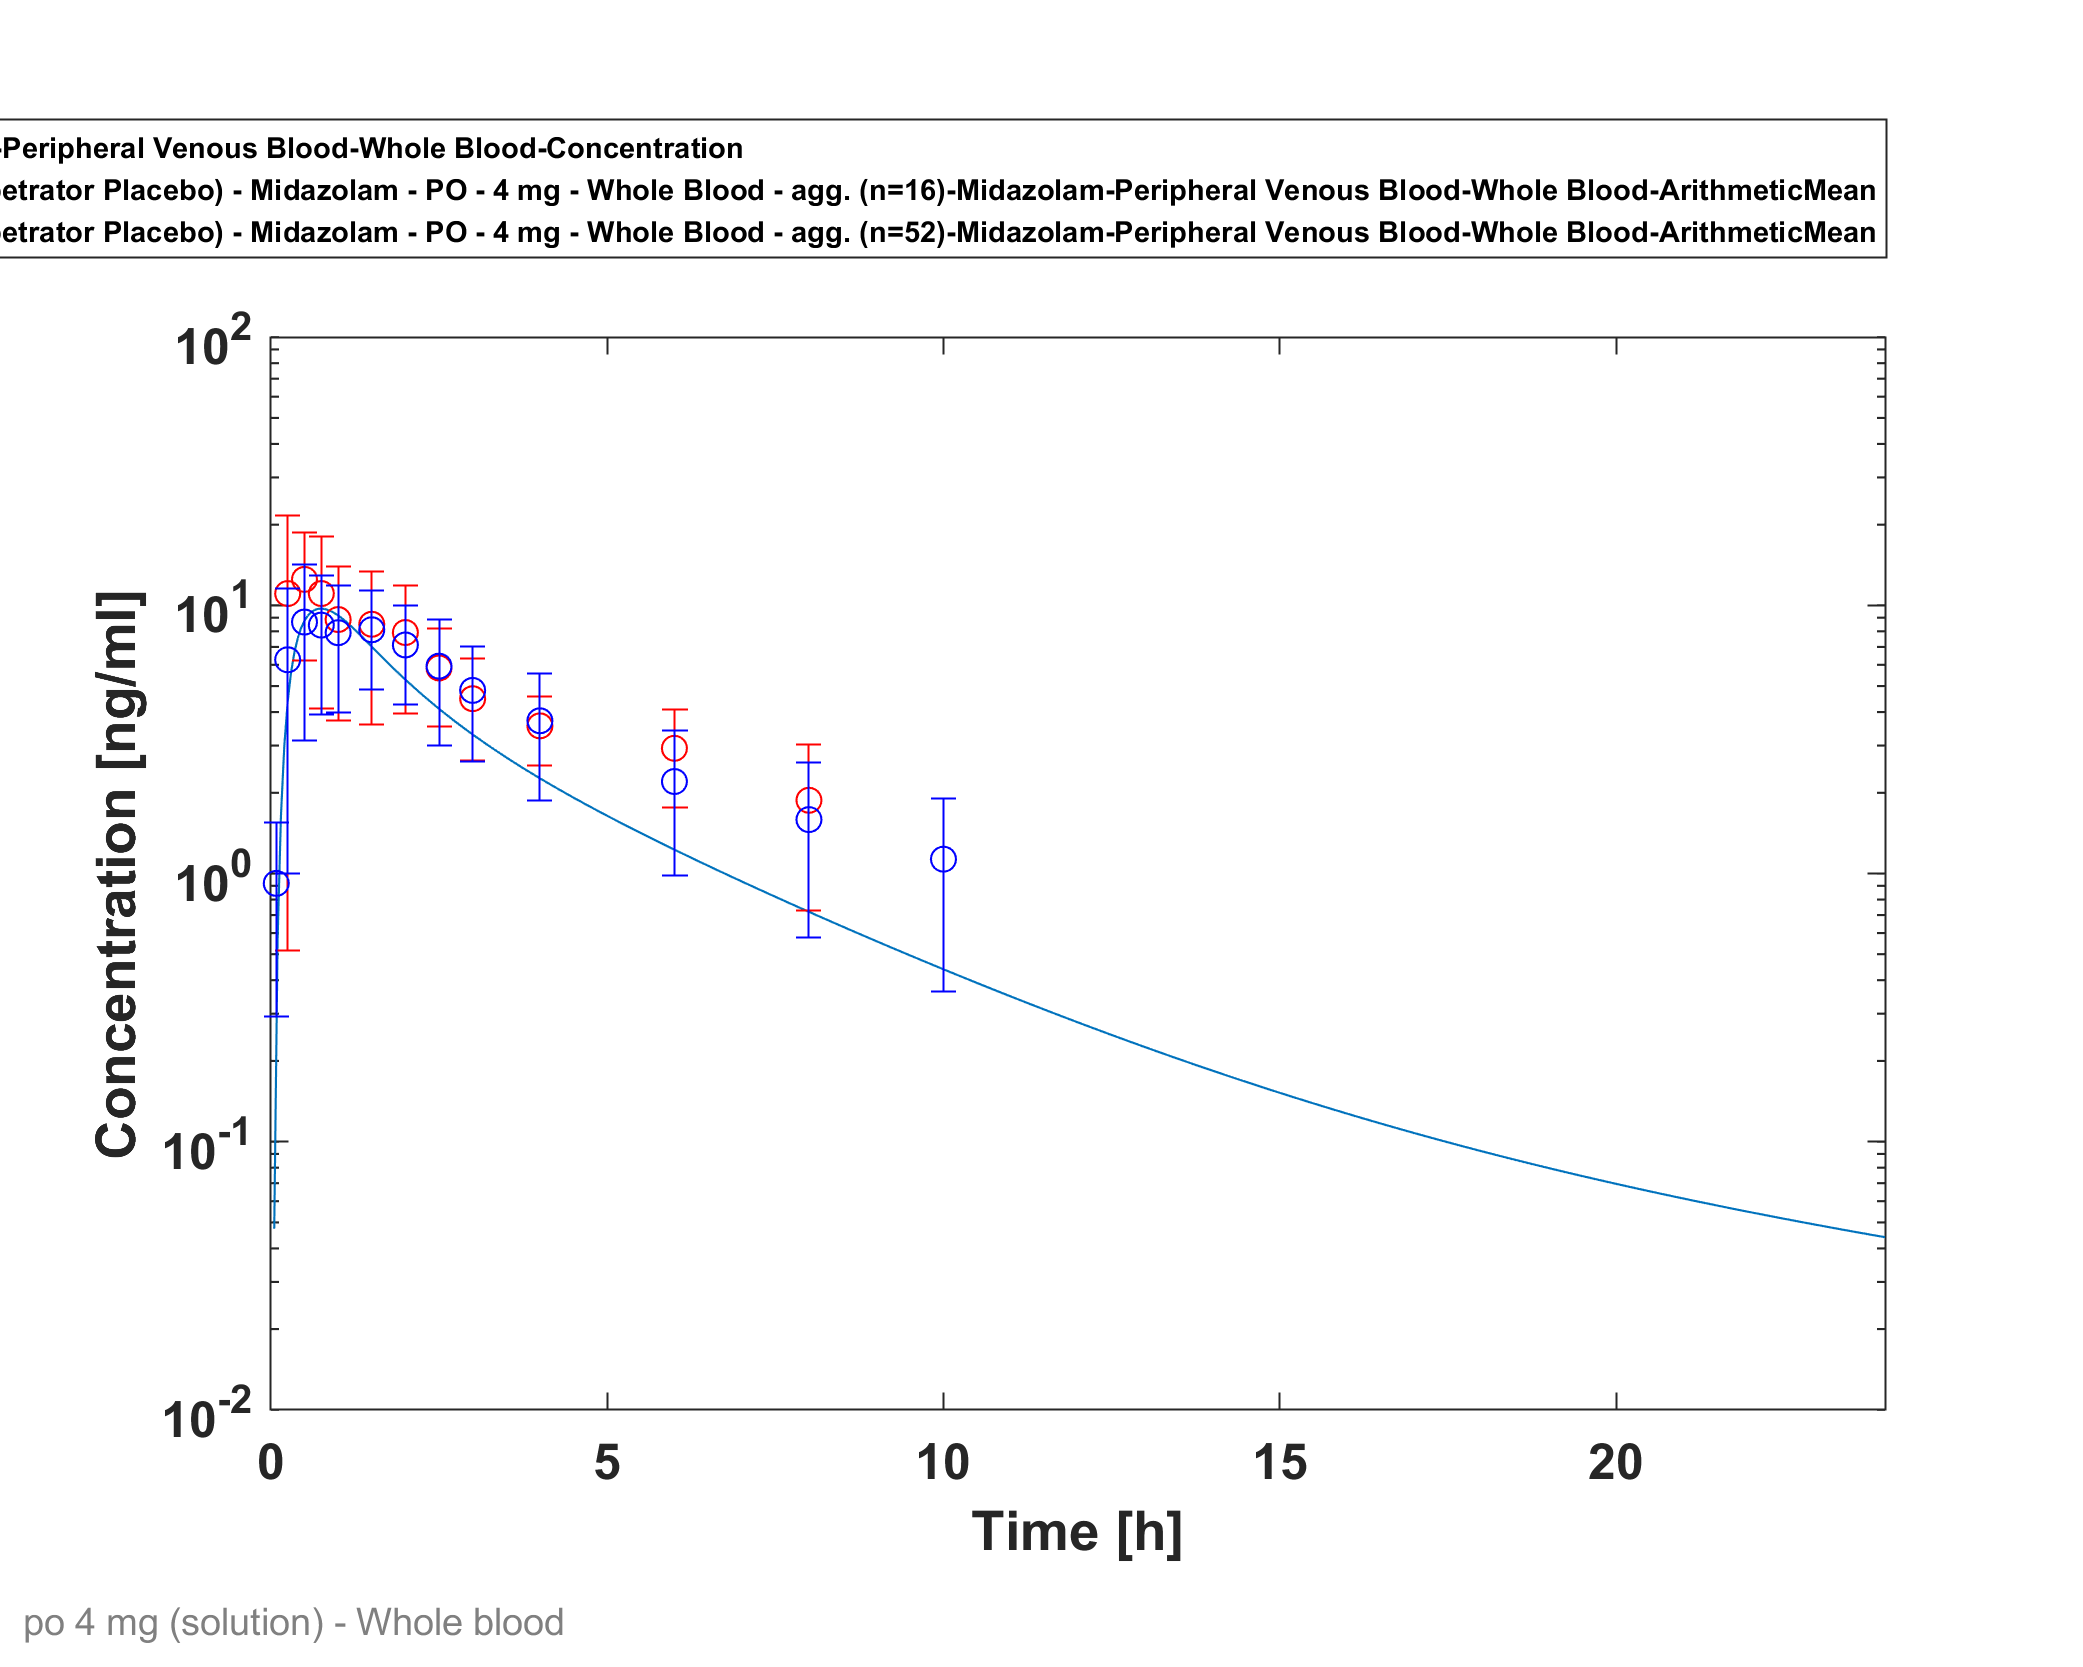 -Peripheral Venous Blood-Whole Blood-Concentration
etrator Placebo) - Midazolam - PO - 4 mg - Whole Blood - agg. (n=16)-Midazolam-Peripheral Venous Blood-Whole Blood-ArithmeticMean
etrator Placebo) - Midazolam - PO - 4 mg - Whole Blood - agg. (n=52)-Midazolam-Peripheral Venous Blood-Whole Blood-ArithmeticMean
10^2
10^1
10^0
10^-1
10^-2
Concentration [ng/ml]
0 5 10 15 20
Time [h]
po 4 mg (solution) - Whole blood